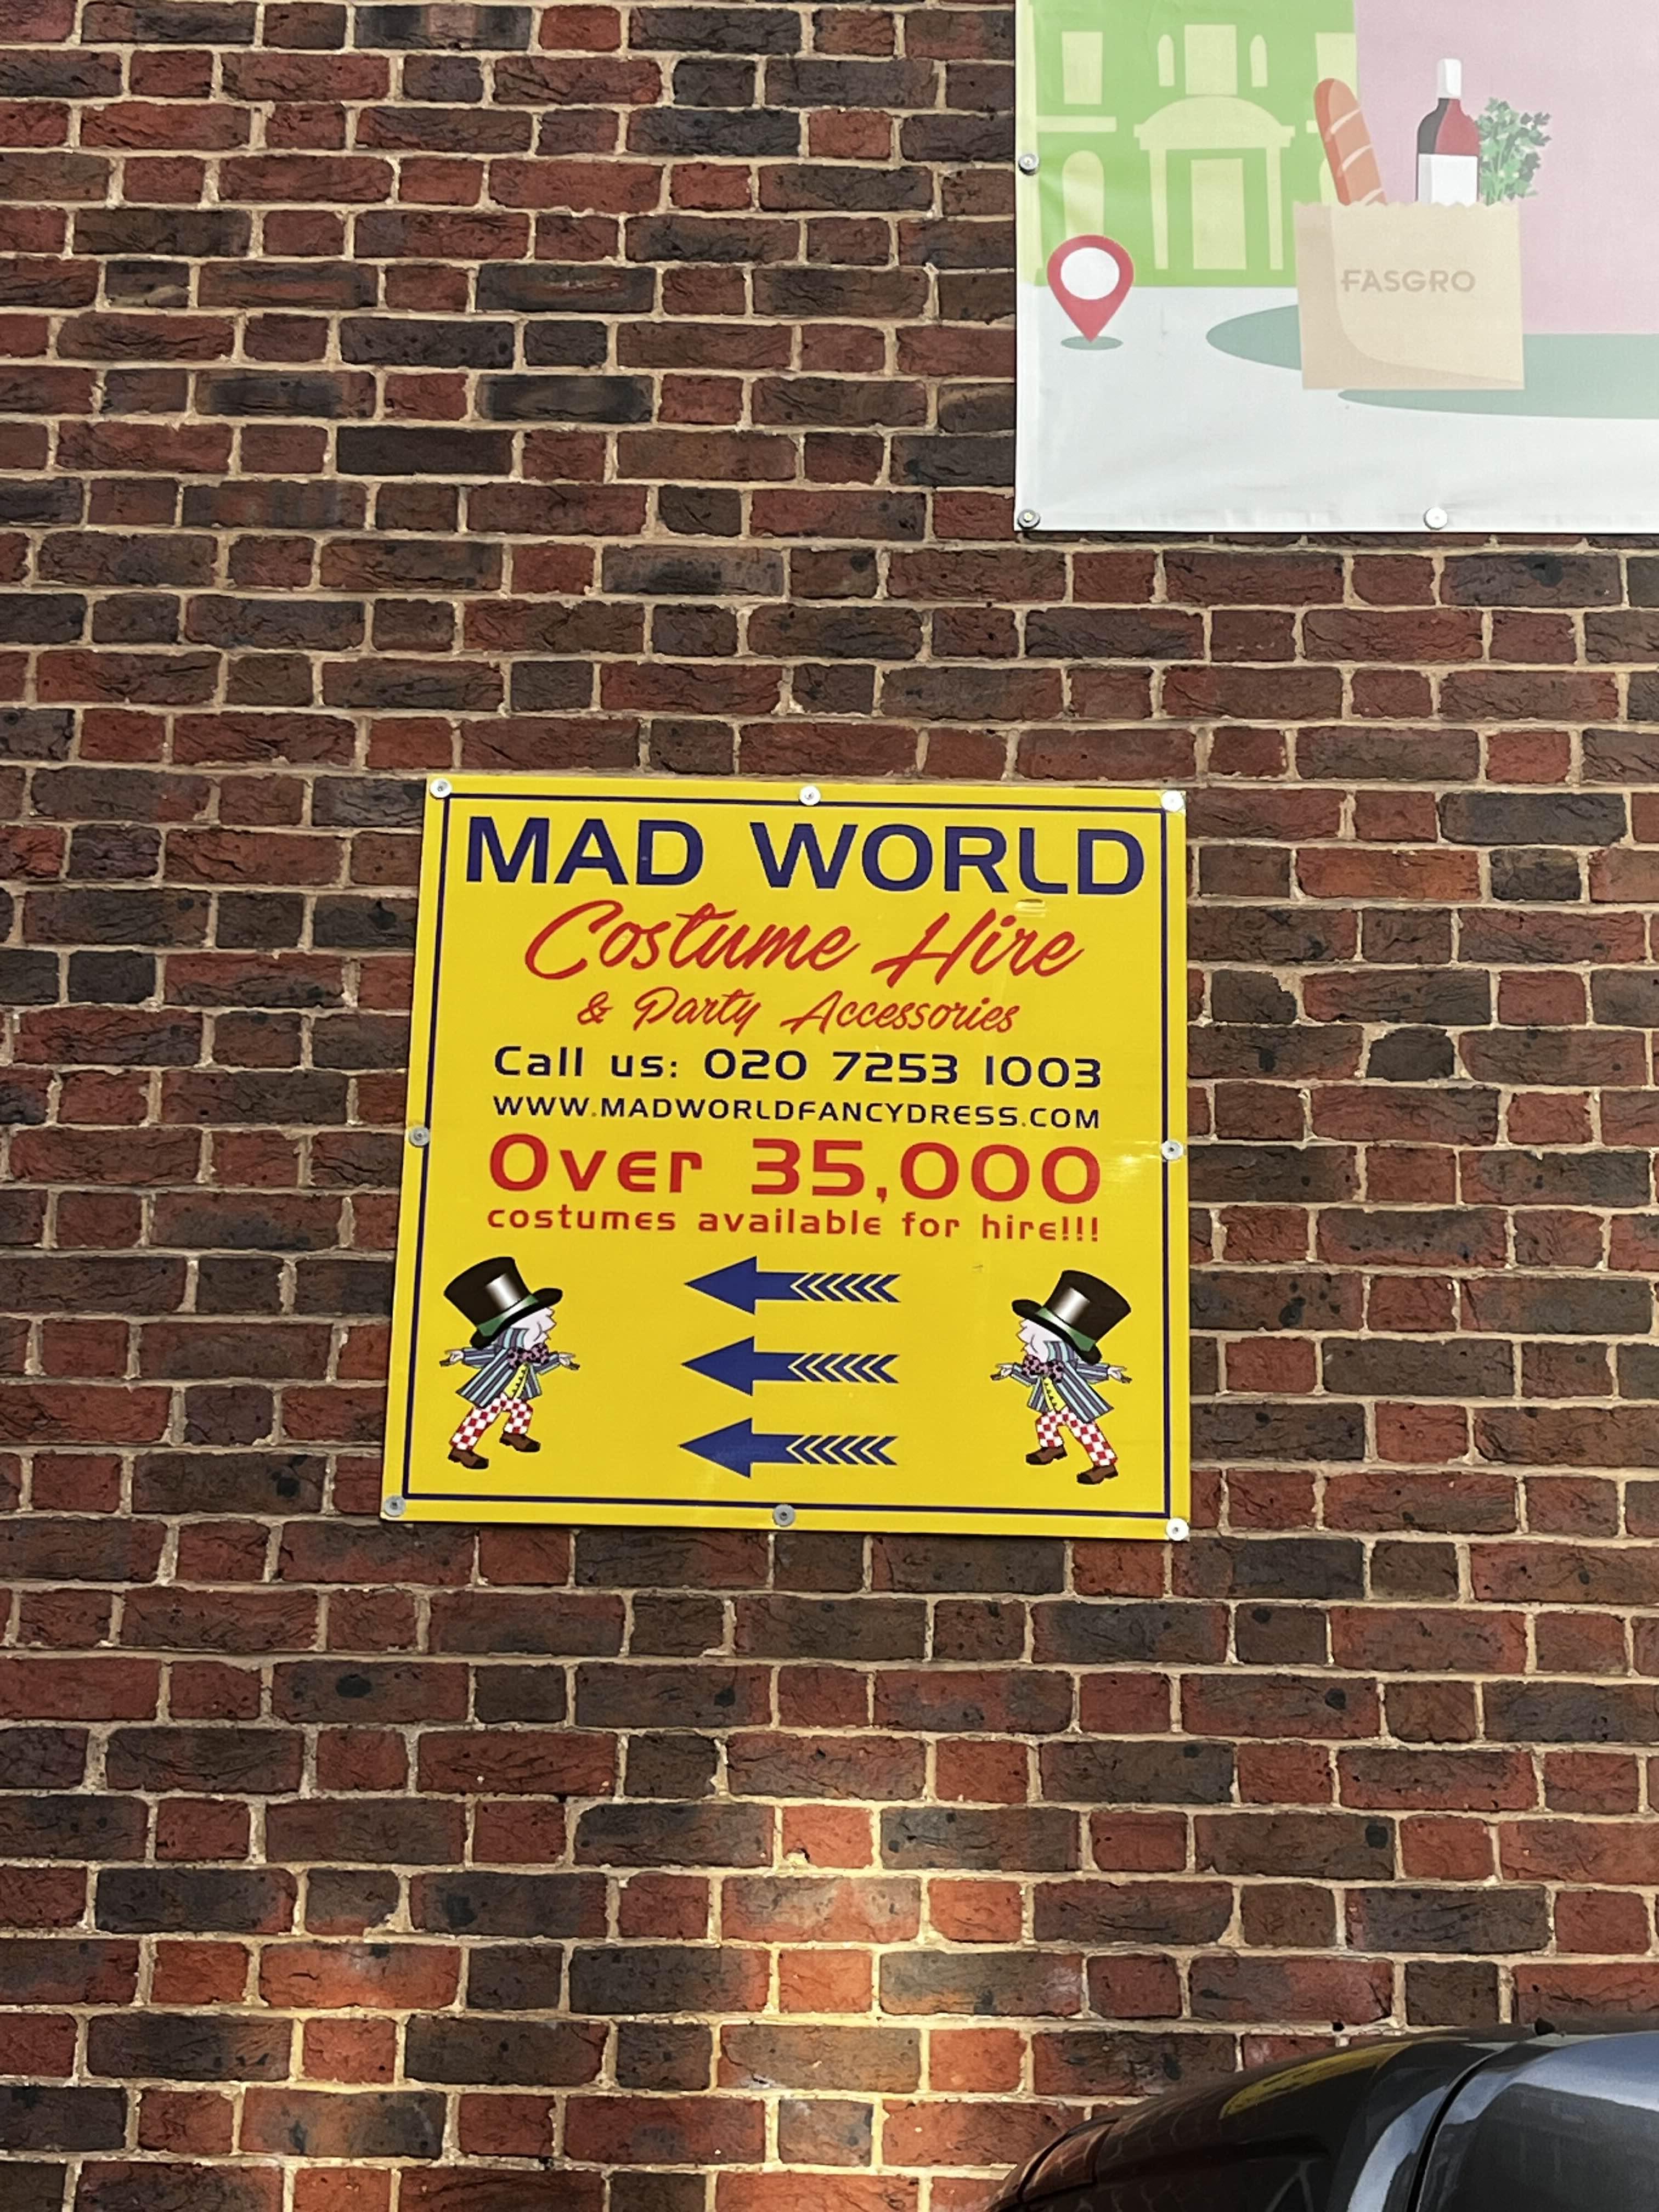 FASGRO
MAD WORLD
Costume Hire
& Party Accessories
Call us: 020 7253 1003
WWW.MADWORLDFANCYDRESS.COM
Over 35,000
costumes available for hire!!!